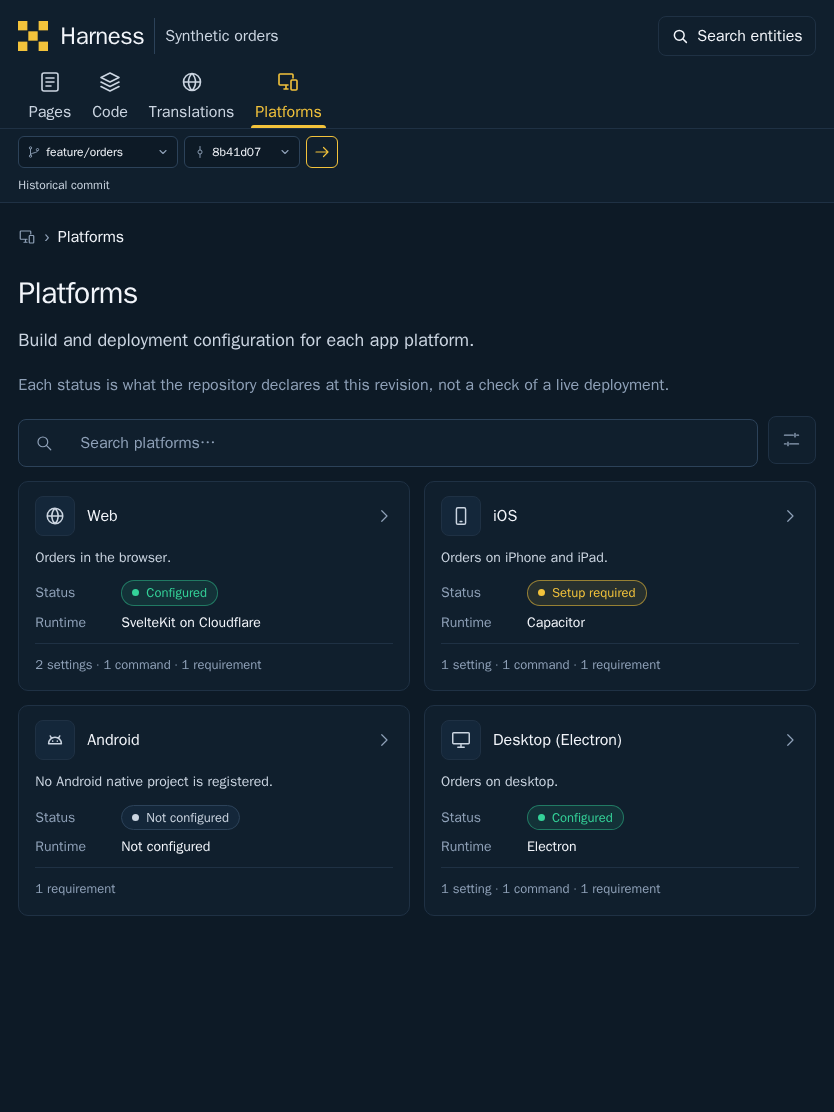 Harness
Synthetic orders
Search entities
Pages
Code
Translations
Platforms
feature/orders
8b41d07
Historical commit
› Platforms
Platforms
Build and deployment configuration for each app platform.
Each status is what the repository declares at this revision, not a check of a live deployment.
Search platforms…
Web
Orders in the browser.
Status Configured
Runtime SvelteKit on Cloudflare
2 settings · 1 command · 1 requirement
iOS
Orders on iPhone and iPad.
Status Setup required
Runtime Capacitor
1 setting · 1 command · 1 requirement
Android
No Android native project is registered.
Status Not configured
Runtime Not configured
1 requirement
Desktop (Electron)
Orders on desktop.
Status Configured
Runtime Electron
1 setting · 1 command · 1 requirement